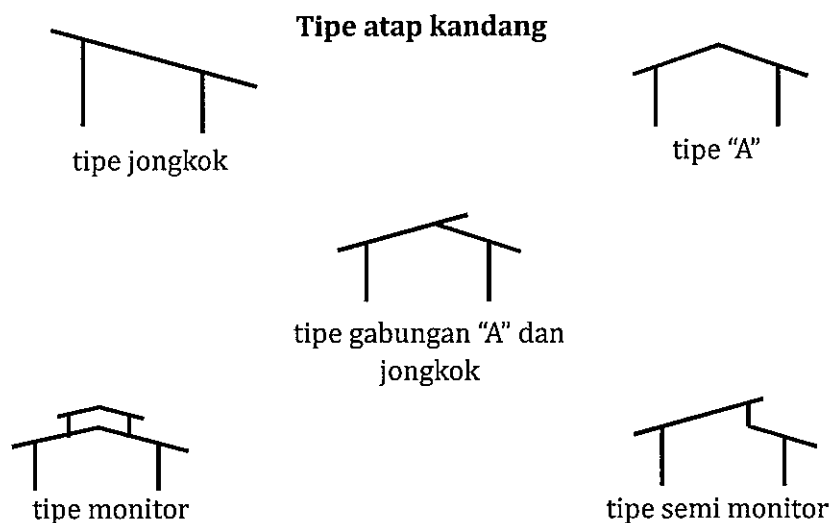 Tipe atap kandang
tipe jongkok
tipe “A”
tipe gabungan “A” dan
jongkok
tipe monitor
tipe semi monitor